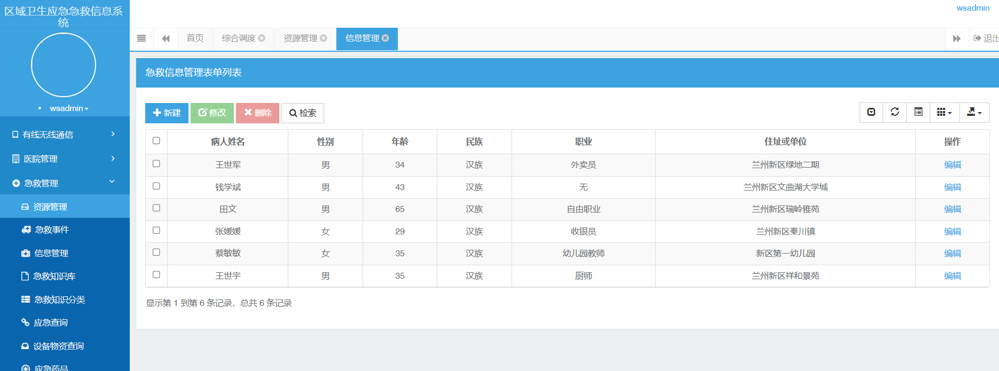 区域卫生应急急救信息系
统
wsadmin
首页 综合调度 资源管理 信息管理 退出
急救信息管理表单列表
wsadmin
新建 修改 删除 检索
有线无线通信
医院管理
急救管理
资源管理
急救事件
信息管理
急救知识库
急救知识分类
应急查询
设备物资查询
应急药品
病人姓名 性别 年龄 民族 职业 住址或单位 操作
王世军 男 34 汉族 外卖员 兰州新区绿地二期 编辑
钱学斌 男 43 汉族 无 兰州新区文曲湖大学城 编辑
田文 男 65 汉族 自由职业 兰州新区瑞岭雅苑 编辑
张媛媛 女 29 汉族 收银员 兰州新区秦川镇 编辑
蔡敏敏 女 35 汉族 幼儿园教师 新区第一幼儿园 编辑
王世宇 男 35 汉族 厨师 兰州新区祥和景苑 编辑
显示第 1 到第 6 条记录，总共 6 条记录